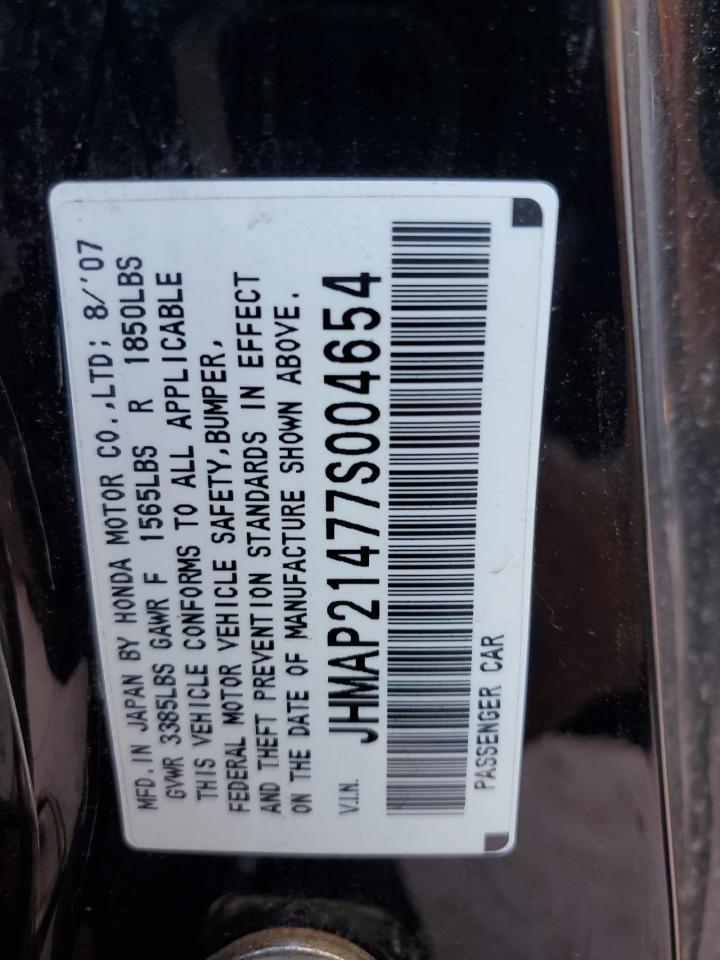 MFD. IN JAPAN BY HONDA MOTOR CO.,LTD; 8/'07
GVWR 3385LBS GAWR F 1565LBS R 1850LBS
THIS VEHICLE CONFORMS TO ALL APPLICABLE
FEDERAL MOTOR VEHICLE SAFETY,BUMPER,
AND THEFT PREVENTION STANDARDS IN EFFECT
ON THE DATE OF MANUFACTURE SHOWN ABOVE.
V.I.N. JHMAP21477S004654
PASSENGER CAR